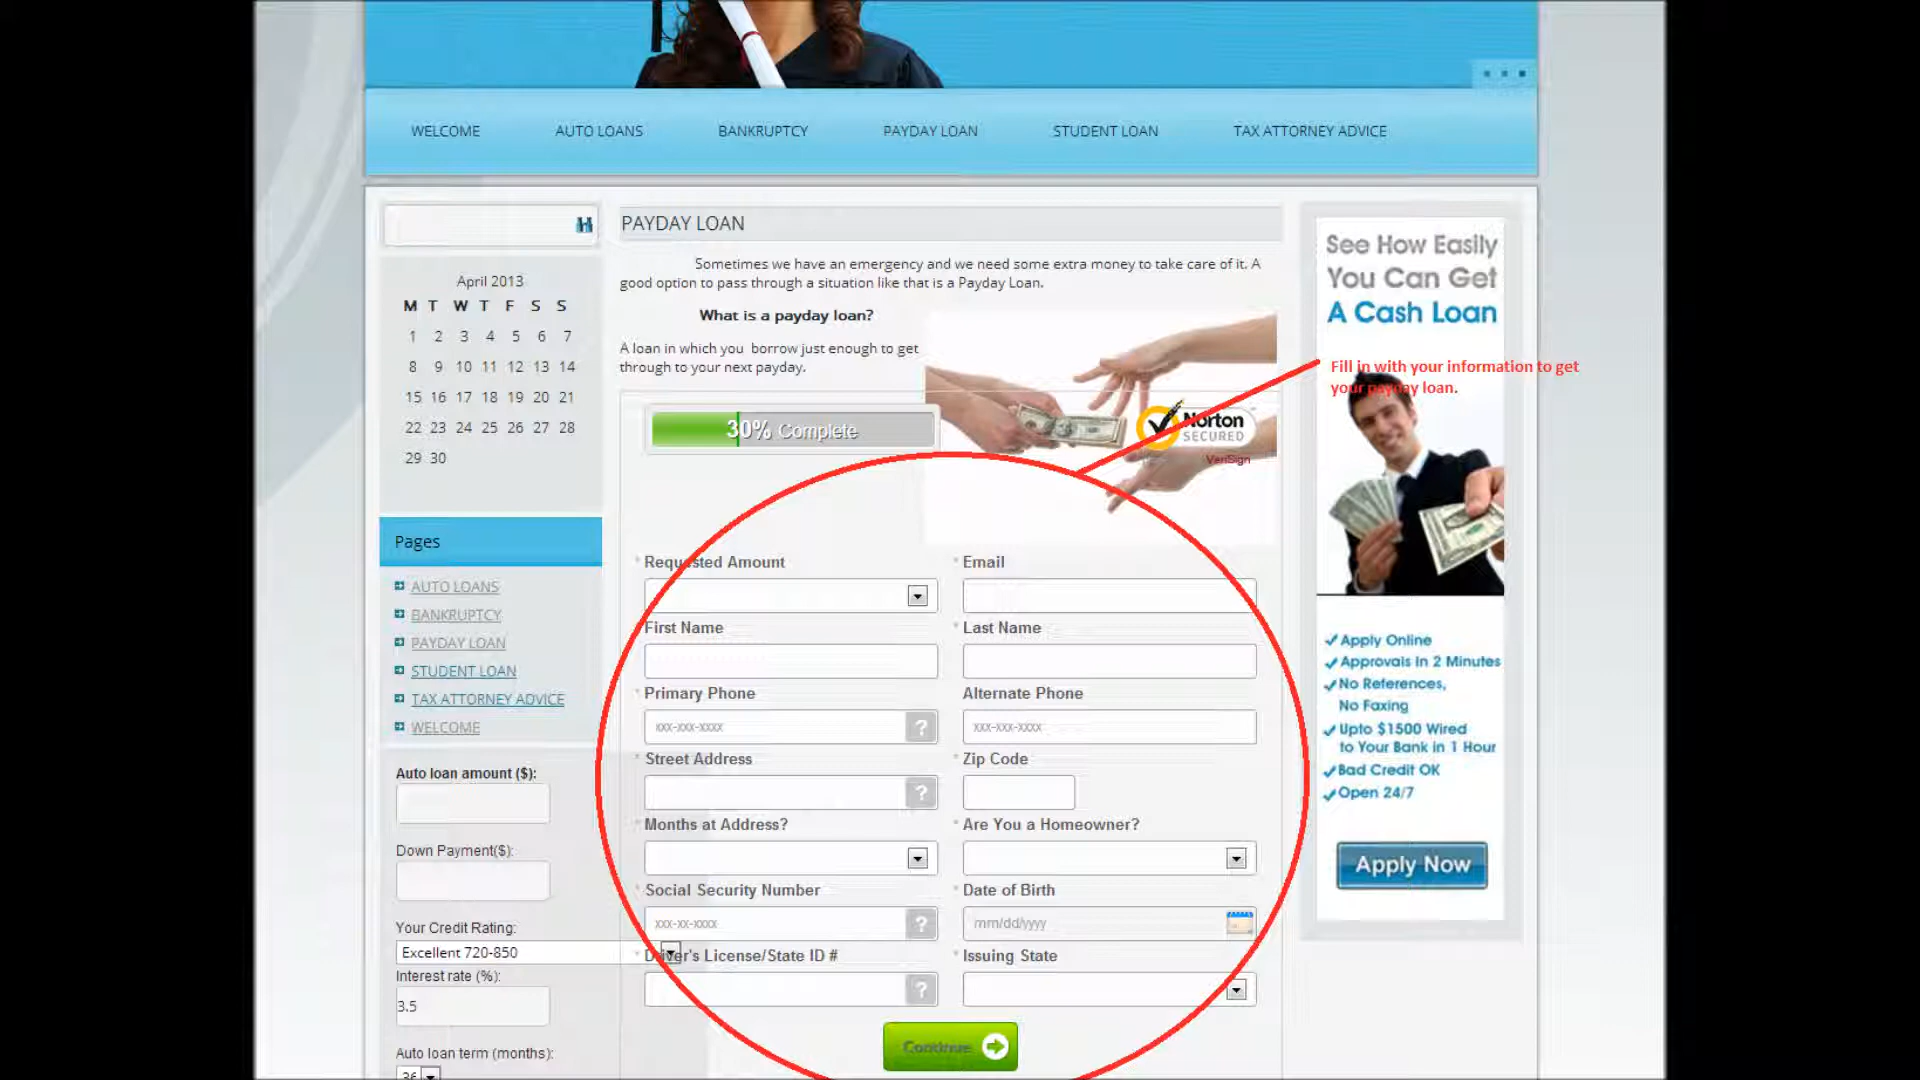 WELCOME AUTO LOANS BANKRUPTCY PAYDAY LOAN STUDENT LOAN TAX ATTORNEY ADVICE
April 2013
M T W T F S S
1 2 3 4 5 6 7
8 9 10 11 12 13 14
15 16 17 18 19 20 21
22 23 24 25 26 27 28
29 30
Pages
AUTO LOANS
BANKRUPTCY
PAYDAY LOAN
STUDENT LOAN
TAX ATTORNEY ADVICE
WELCOME
Auto loan amount ($):
Down Payment($):
Your Credit Rating:
Excellent 720-850
Interest rate (%):
3.5
Auto loan term (months):
36
PAYDAY LOAN
Sometimes we have an emergency and we need some extra money to take care of it. A
good option to pass through a situation like that is a Payday Loan.
What is a payday loan?
A loan in which you borrow just enough to get
through to your next payday.
30% Complete
Norton
SECURED
VeriSign
* Requested Amount * Email
* First Name * Last Name
* Primary Phone Alternate Phone
xxx-xxx-xxxx ? xxx-xxx-xxxx
* Street Address * Zip Code
?
* Months at Address? * Are You a Homeowner?
* Social Security Number * Date of Birth
xxx-xx-xxxx ? mm/dd/yyyy
* Driver's License/State ID # * Issuing State
?
Continue
See How Easily
You Can Get
A Cash Loan
Fill in with your information to get
your payday loan.
Apply Online
Approvals In 2 Minutes
No References,
No Faxing
Upto $1500 Wired
to Your Bank in 1 Hour
Bad Credit OK
Open 24/7
Apply Now